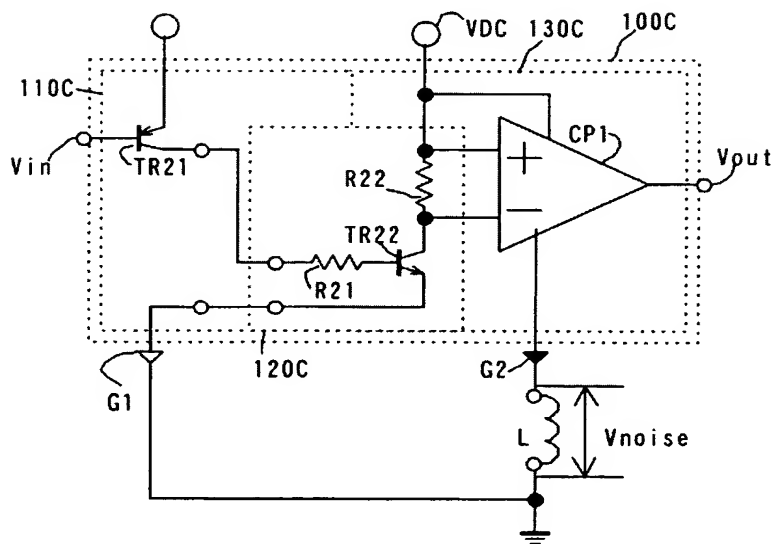 100C
VDC
130C
110C
CP1
Vin
TR21
R22
+
Vout
−
TR22
R21
120C
G1
G2
L
Vnoise